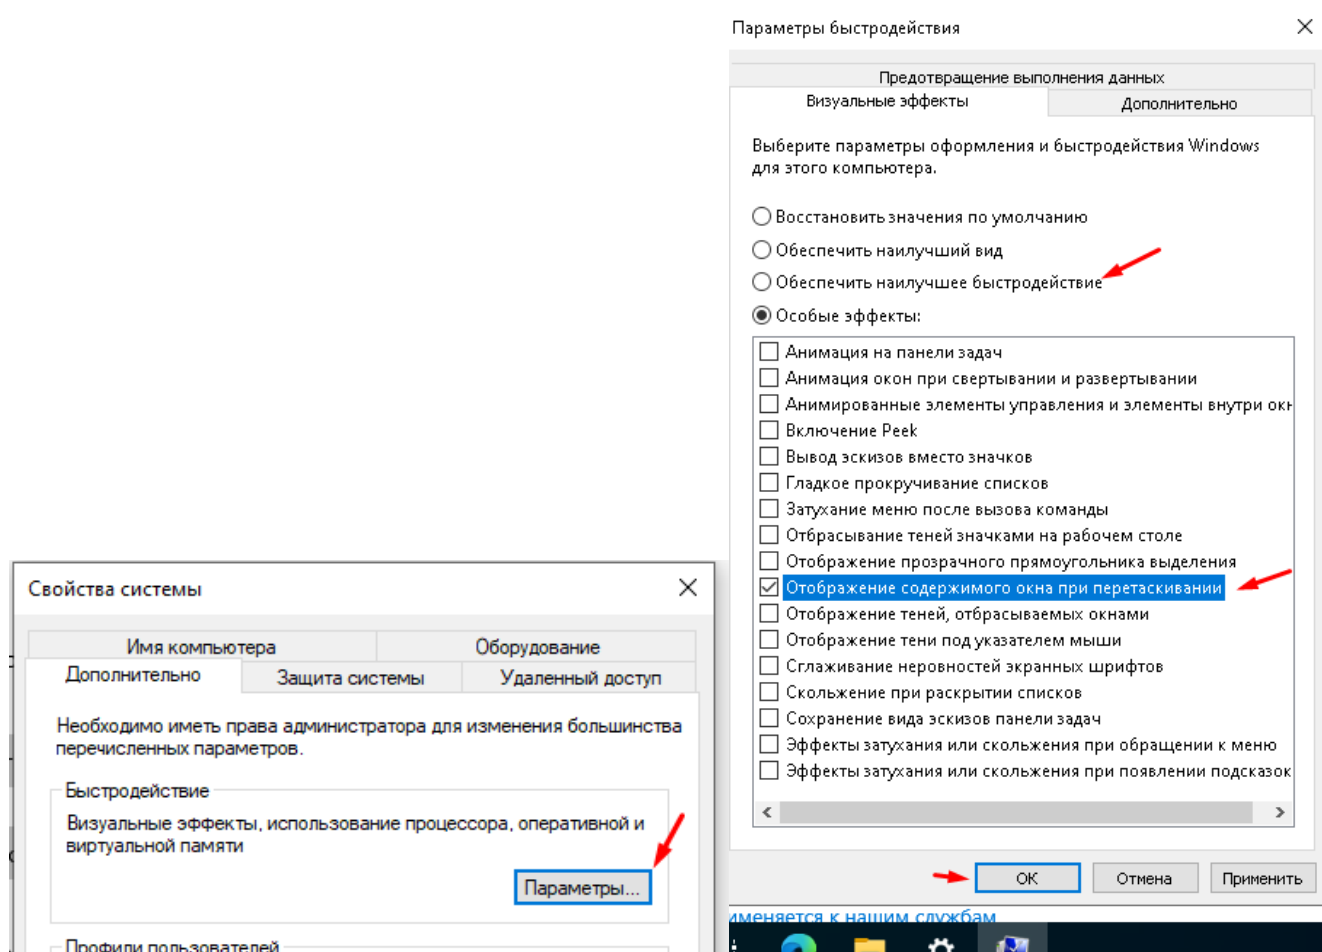 Параметры быстродействия
Предотвращение выполнения данных
Визуальные эффекты
Дополнительно
Выберите параметры оформления и быстродействия Windows
для этого компьютера.
Восстановить значения по умолчанию
Обеспечить наилучший вид
Обеспечить наилучшее быстродействие
Особые эффекты:
Анимация на панели задач
Анимация окон при свертывании и развертывании
Анимированные элементы управления и элементы внутри окн
Включение Peek
Вывод эскизов вместо значков
Гладкое прокручивание списков
Затухание меню после вызова команды
Отбрасывание теней значками на рабочем столе
Отображение прозрачного прямоугольника выделения
Отображение содержимого окна при перетаскивании
Отображение теней, отбрасываемых окнами
Отображение тени под указателем мыши
Сглаживание неровностей экранных шрифтов
Скольжение при раскрытии списков
Сохранение вида эскизов панели задач
Эффекты затухания или скольжения при обращении к меню
Эффекты затухания или скольжения при появлении подсказок
ОК
Отмена
Применить
именяется к нашим службам
Свойства системы
Имя компьютера
Оборудование
Дополнительно
Защита системы
Удаленный доступ
Необходимо иметь права администратора для изменения большинства
перечисленных параметров.
Быстродействие
Визуальные эффекты, использование процессора, оперативной и
виртуальной памяти
Параметры...
Профили пользователей